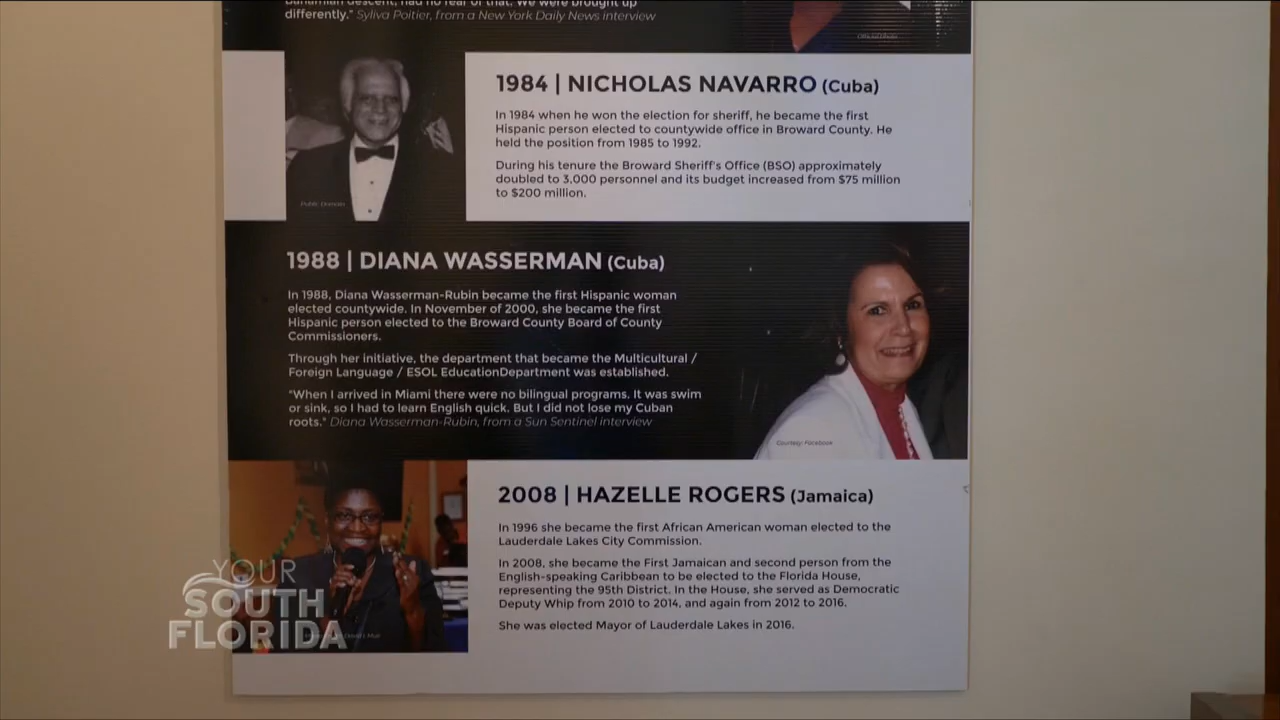 Bahamian descent, had no fear of that. We were brought up
differently." Syliva Poitier, from a New York Daily News interview
1984 | NICHOLAS NAVARRO (Cuba)
In 1984 when he won the election for sheriff, he became the first
Hispanic person elected to countywide office in Broward County. He
held the position from 1985 to 1992.
During his tenure the Broward Sheriff's Office (BSO) approximately
doubled to 3,000 personnel and its budget increased from $75 million
to $200 million.
Public Domain
1988 | DIANA WASSERMAN (Cuba)
In 1988, Diana Wasserman-Rubin became the first Hispanic woman
elected countywide. In November of 2000, she became the first
Hispanic person elected to the Broward County Board of County
Commissioners.
Through her initiative, the department that became the Multicultural /
Foreign Language / ESOL EducationDepartment was established.
"When I arrived in Miami there were no bilingual programs. It was swim
or sink, so I had to learn English quick. But I did not lose my Cuban
roots." Diana Wasserman-Rubin, from a Sun Sentinel interview
Courtesy: Facebook
2008 | HAZELLE ROGERS (Jamaica)
In 1996 she became the first African American woman elected to the
Lauderdale Lakes City Commission.
In 2008, she became the First Jamaican and second person from the
English-speaking Caribbean to be elected to the Florida House,
representing the 95th District. In the House, she served as Democratic
Deputy Whip from 2010 to 2014, and again from 2012 to 2016.
She was elected Mayor of Lauderdale Lakes in 2016.
YOUR
SOUTH
FLORIDA